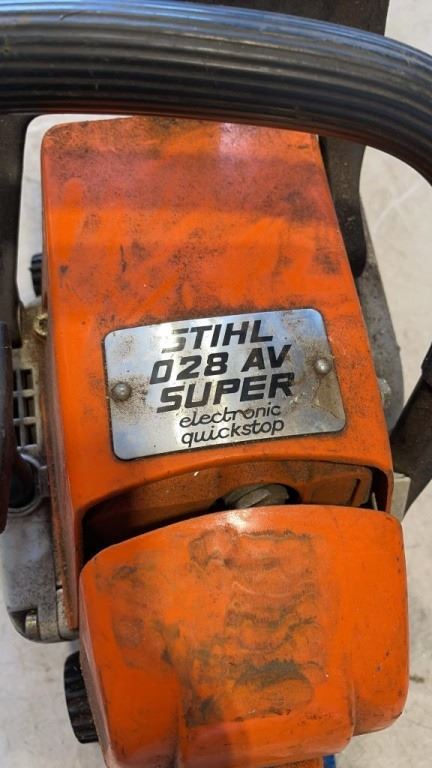 STIHL
028 AV
SUPER
electronic
quickstop